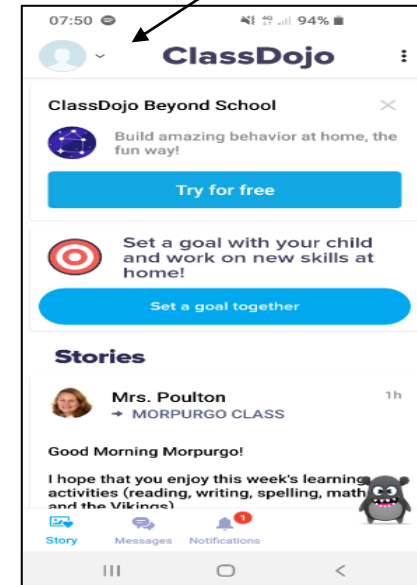 07:50 94%
ClassDojo
ClassDojo Beyond School
Build amazing behavior at home, the
fun way!
Try for free
Set a goal with your child
and work on new skills at
home!
Set a goal together
Stories
Mrs. Poulton 1h
→ MORPURGO CLASS
Good Morning Morpurgo!
I hope that you enjoy this week's learning
activities (reading, writing, spelling, math
and the Vikings)
1
Story Messages Notifications